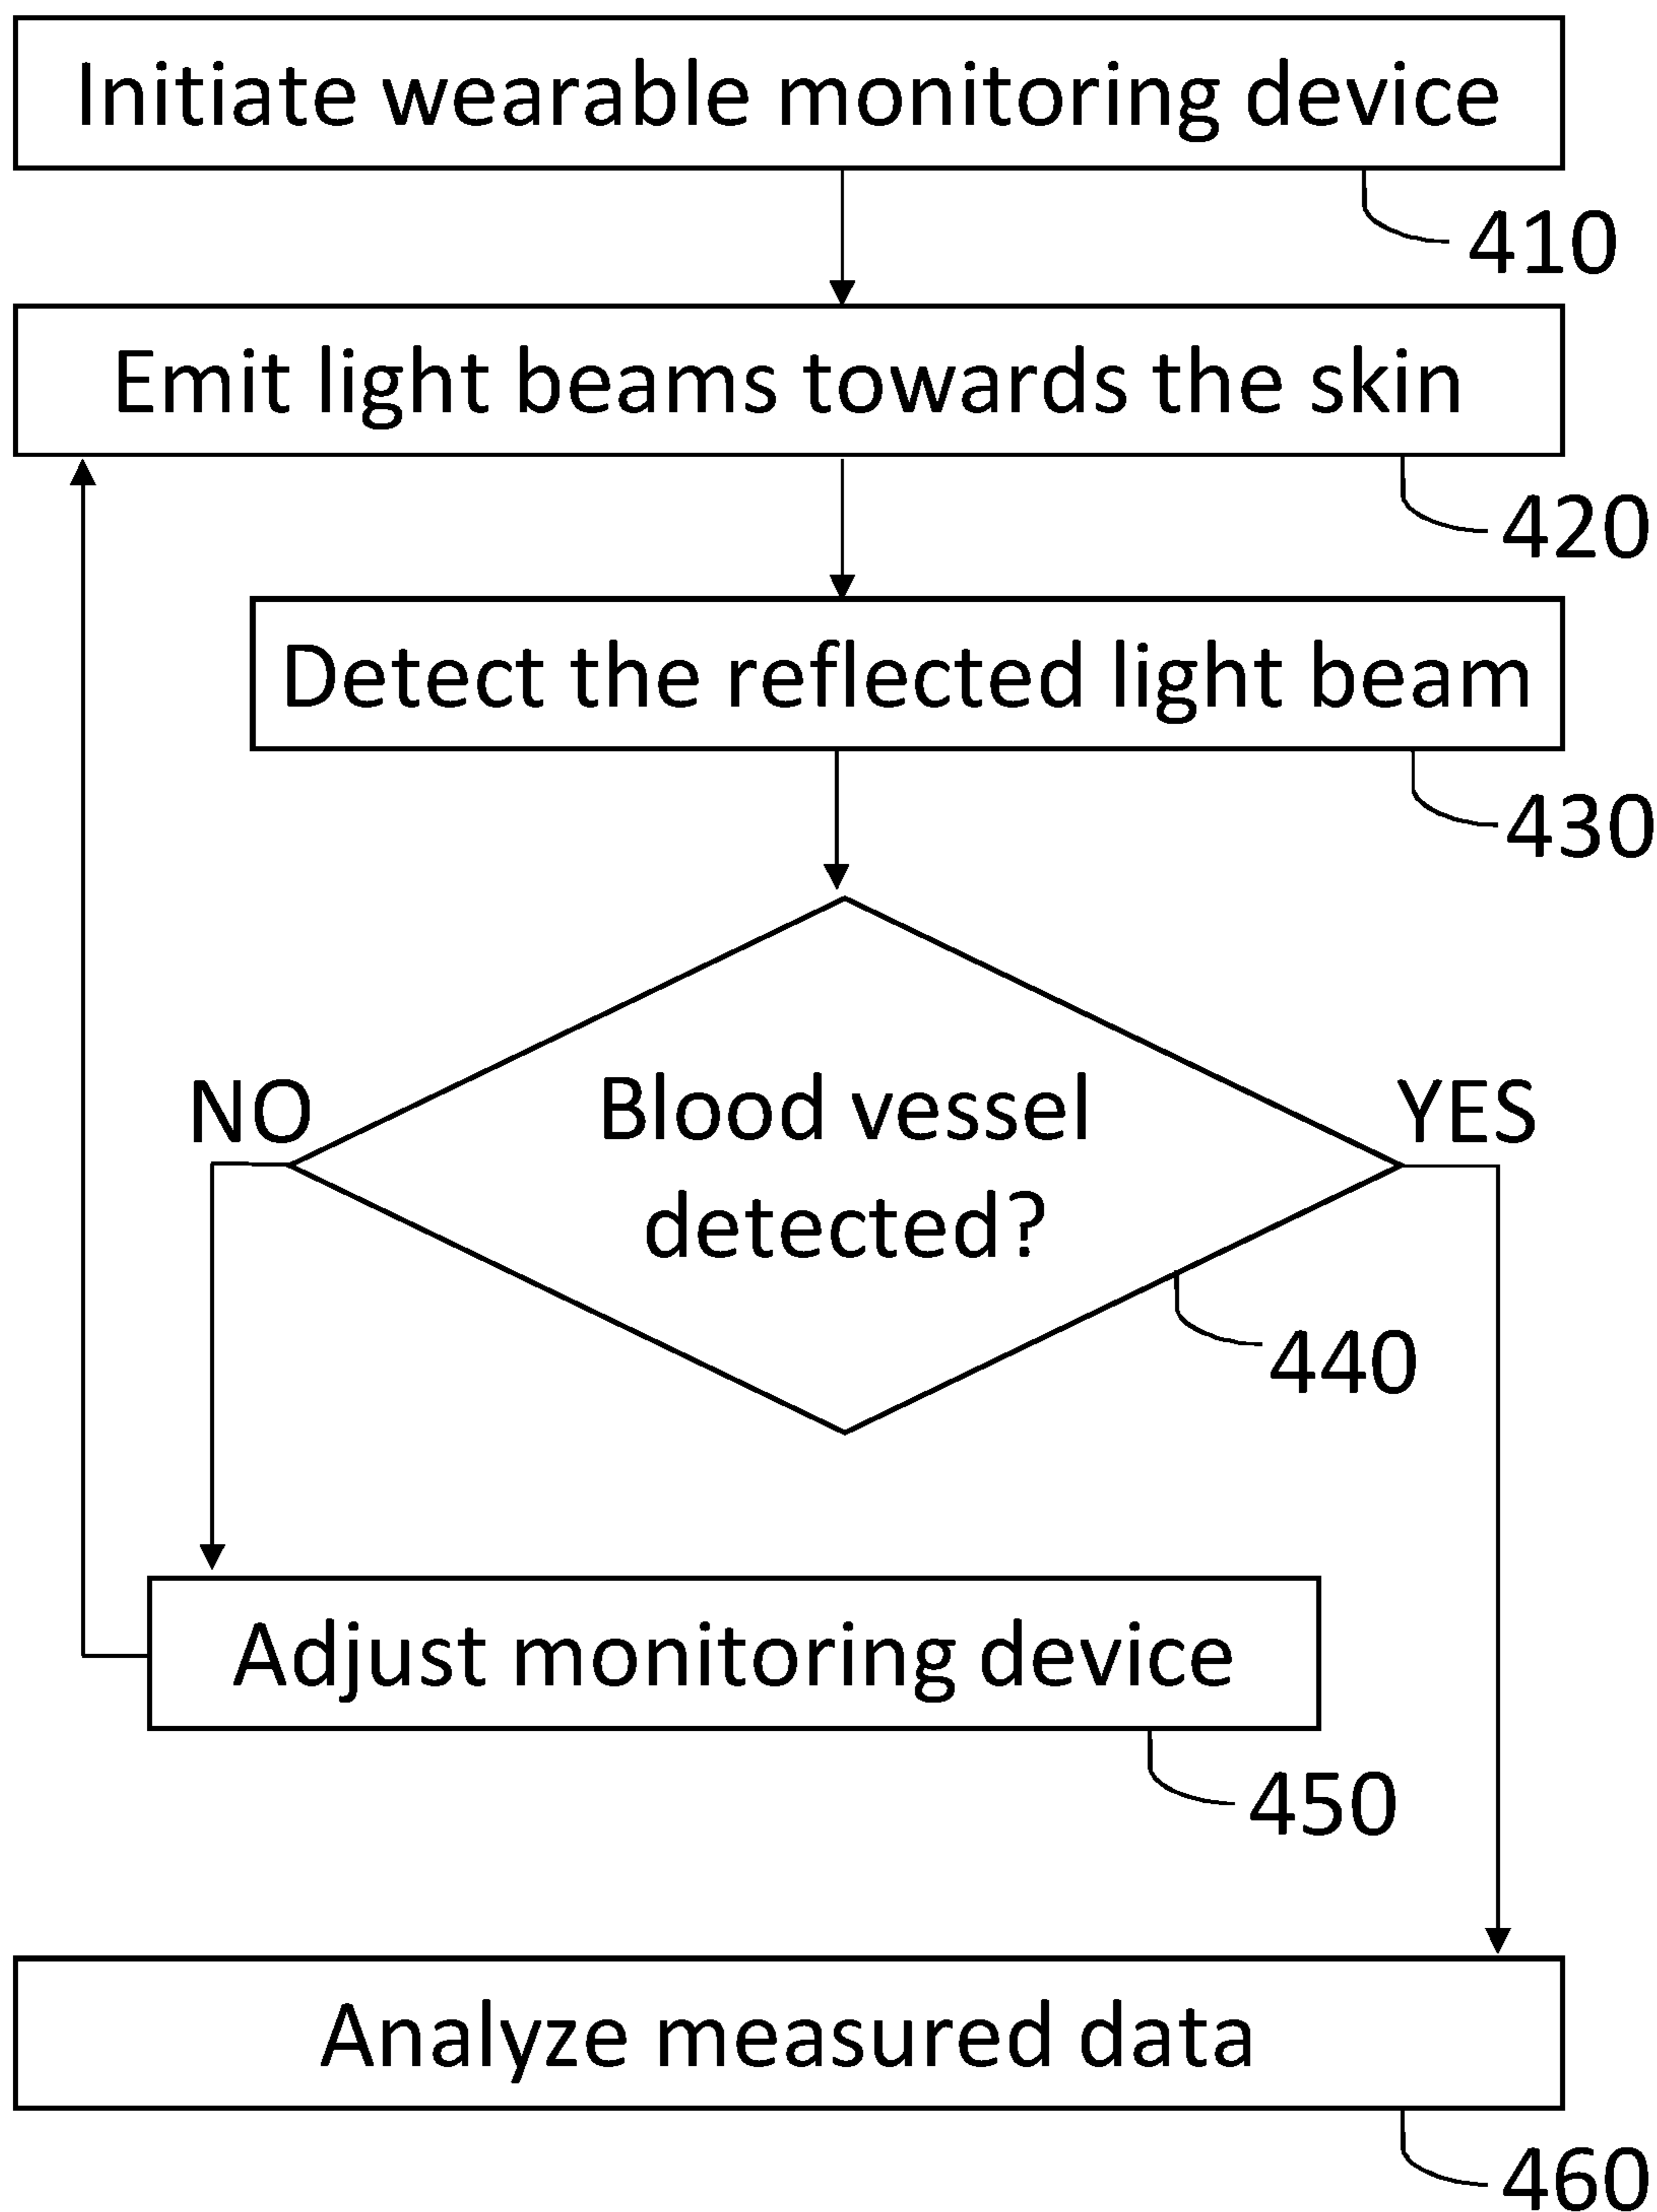 Initiate wearable monitoring device
410
Emit light beams towards the skin
420
Detect the reflected light beam
430
NO
Blood vessel
detected?
YES
440
Adjust monitoring device
450
Analyze measured data
460